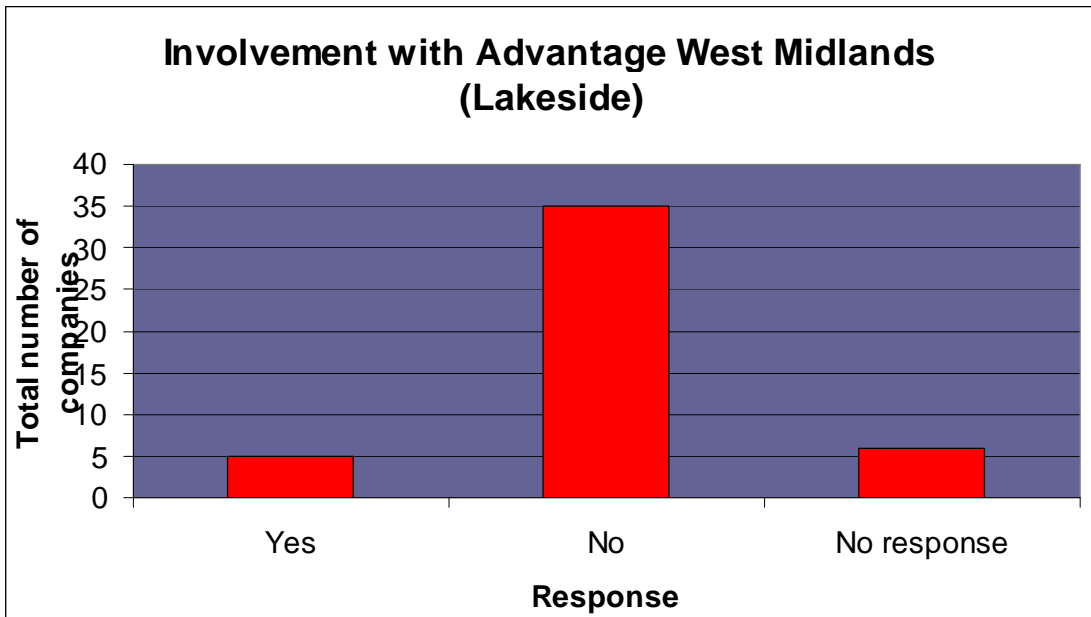 Involvement with Advantage West Midlands
(Lakeside)
Total number of
companies
40
35
30
25
20
15
10
5
0
Yes No No response
Response